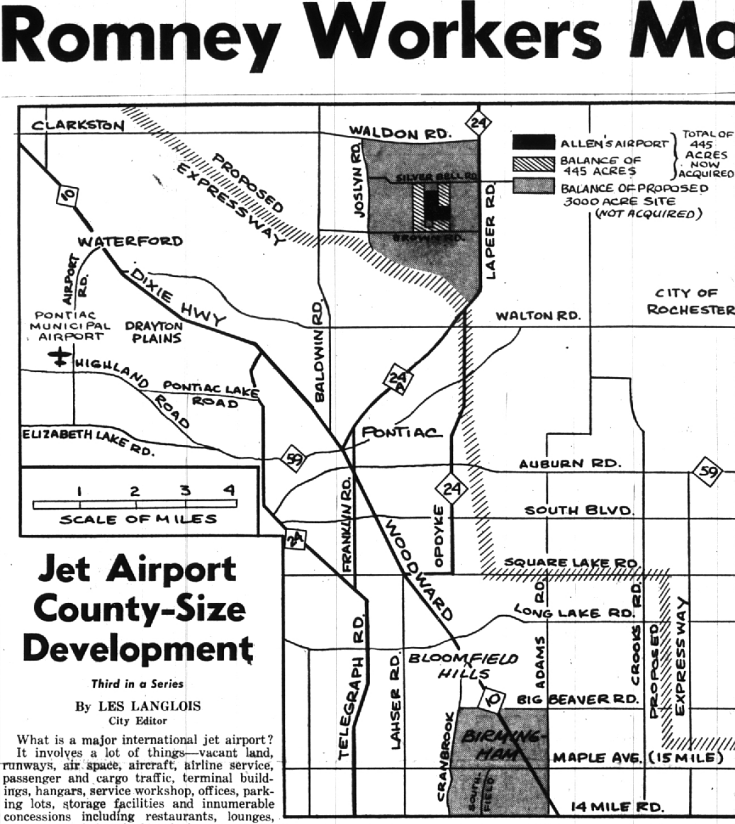 Romney Workers
CLARKSTON
WALDON RD.
24
ALLEN'S AIRPORT
BALANCE OF
445 ACRES
TOTAL OF
445
ACRES
NOW
ACQUIRED
BALANCE OF PROPOSED
3000 ACRE SITE
(NOT ACQUIRED)
PROPOSED
EXPRESSWAY
JOSLYN RD.
SILVER BELL RD.
BROWN RD.
LAPEER RD.
10
WATERFORD
AIRPORT
RD.
DIXIE HWY
PONTIAC
MUNICIPAL
AIRPORT
DRAYTON
PLAINS
BALDWIN RD.
WALTON RD.
CITY OF
ROCHESTER
HIGHLAND
ROAD
PONTIAC LAKE
ROAD
24
A
ELIZABETH LAKE RD.
PONTIAC
59
AUBURN RD.
59
1 2 3 4
SCALE OF MILES
FRANKLIN RD.
WOODWARD
OPDYKE
24
SOUTH BLVD.
24
SQUARE LAKE RD.
LONG LAKE RD.
TELEGRAPH RD.
LAHSER RD.
BLOOMFIELD
HILLS
ADAMS RD.
CROOKS RD.
PROPOSED
EXPRESSWAY
10
BIG BEAVER RD.
CRANBROOK
BIRMING-
HAM
SOUTH-
FIELD
MAPLE AVE. (15 MILE)
14 MILE RD.
Jet Airport
County-Size
Development
Third in a Series
By LES LANGLOIS
City Editor
What is a major international jet airport?
It involves a lot of things—vacant land,
runways, air space, aircraft, airline service,
passenger and cargo traffic, terminal build-
ings, hangars, service workshop, offices, park-
ing lots, storage facilities and innumerable
concessions including restaurants, lounges,